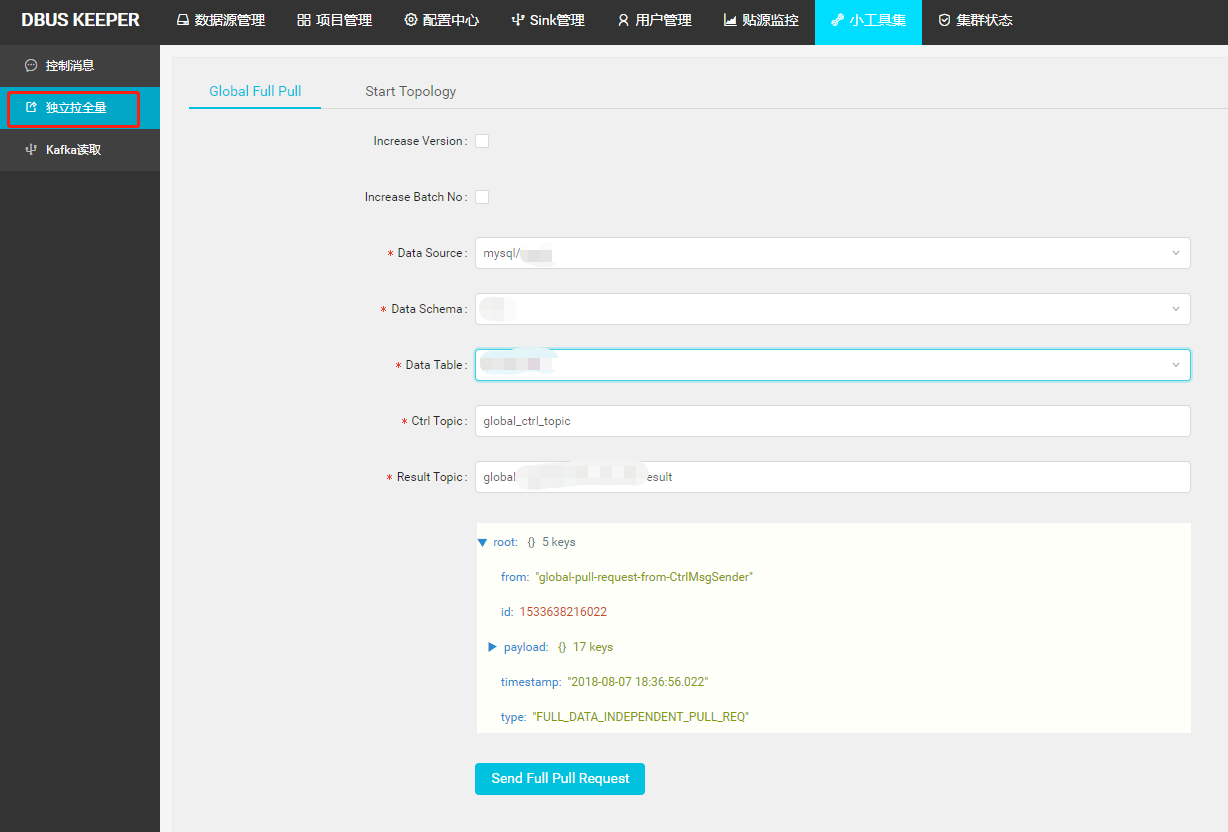 DBUS KEEPER 数据源管理 项目管理 配置中心 Sink管理 用户管理 贴源监控 小工具集 集群状态
控制消息
独立拉全量
Kafka读取
Global Full Pull Start Topology
Increase Version:
Increase Batch No:
* Data Source: mysql/
* Data Schema:
* Data Table:
* Ctrl Topic: global_ctrl_topic
* Result Topic: global esult
root: {} 5 keys
from: "global-pull-request-from-CtrlMsgSender"
id: 1533638216022
payload: {} 17 keys
timestamp: "2018-08-07 18:36:56.022"
type: "FULL_DATA_INDEPENDENT_PULL_REQ"
Send Full Pull Request